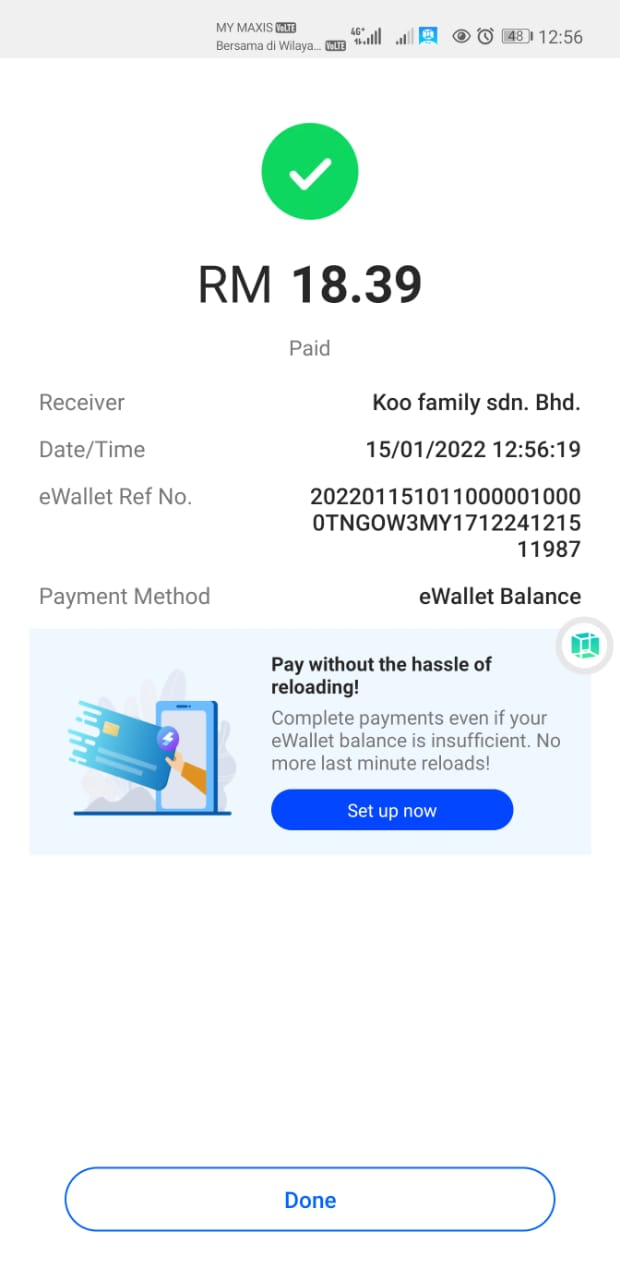 MY MAXIS VoLTE
Bersama di Wilaya... VoLTE 4G+ 48 12:56
RM 18.39
Paid
Receiver Koo family sdn. Bhd.
Date/Time 15/01/2022 12:56:19
eWallet Ref No. 202201151011000001000
0TNGOW3MY1712241215
11987
Payment Method eWallet Balance
Pay without the hassle of
reloading!
Complete payments even if your
eWallet balance is insufficient. No
more last minute reloads!
Set up now
Done